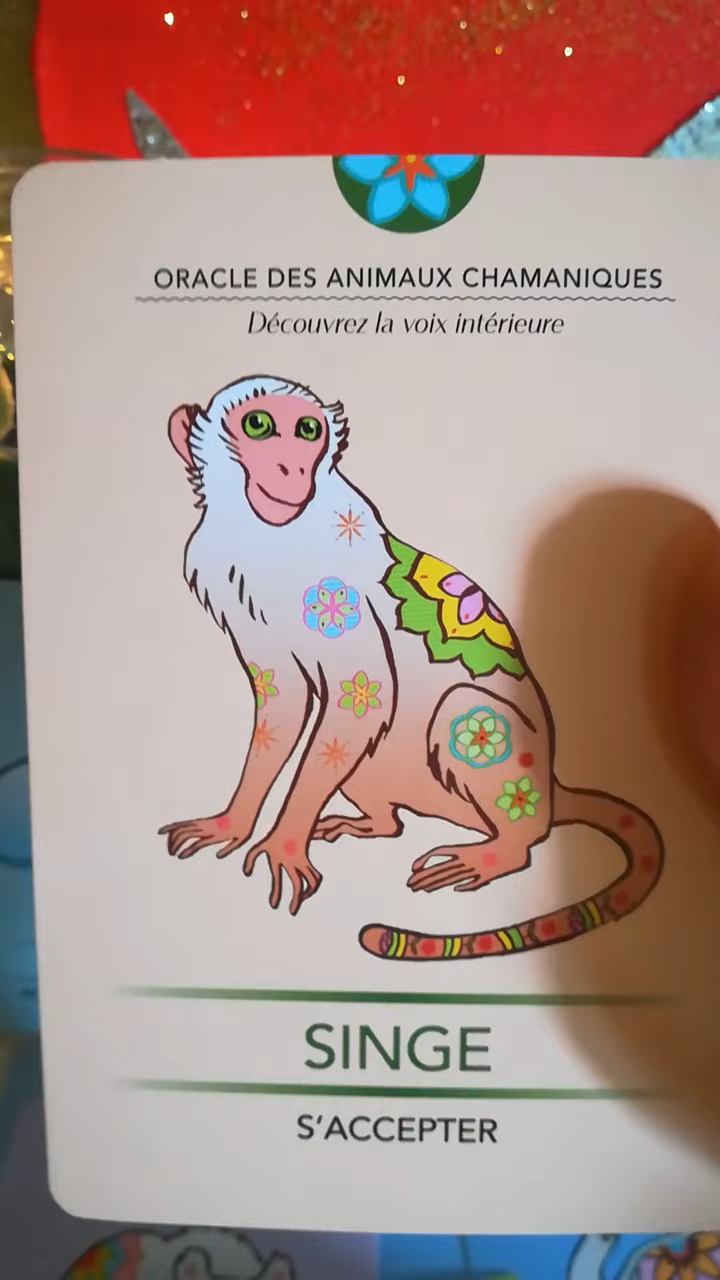 ORACLE DES ANIMAUX CHAMANIQUES
Découvrez la voix intérieure
SINGE
S'ACCEPTER